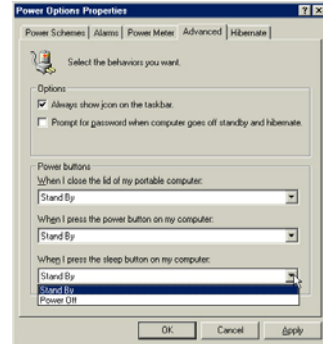 Power Options Properties
Power Schemes Alarms Power Meter Advanced Hibernate
Select the behaviors you want.
Options
Always show icon on the taskbar.
Prompt for password when computer goes off standby and hibernate.
Power buttons
When I close the lid of my portable computer:
Stand By
When I press the power button on my computer:
Stand By
When I press the sleep button on my computer:
Stand By
Stand By
Power Off
OK Cancel Apply